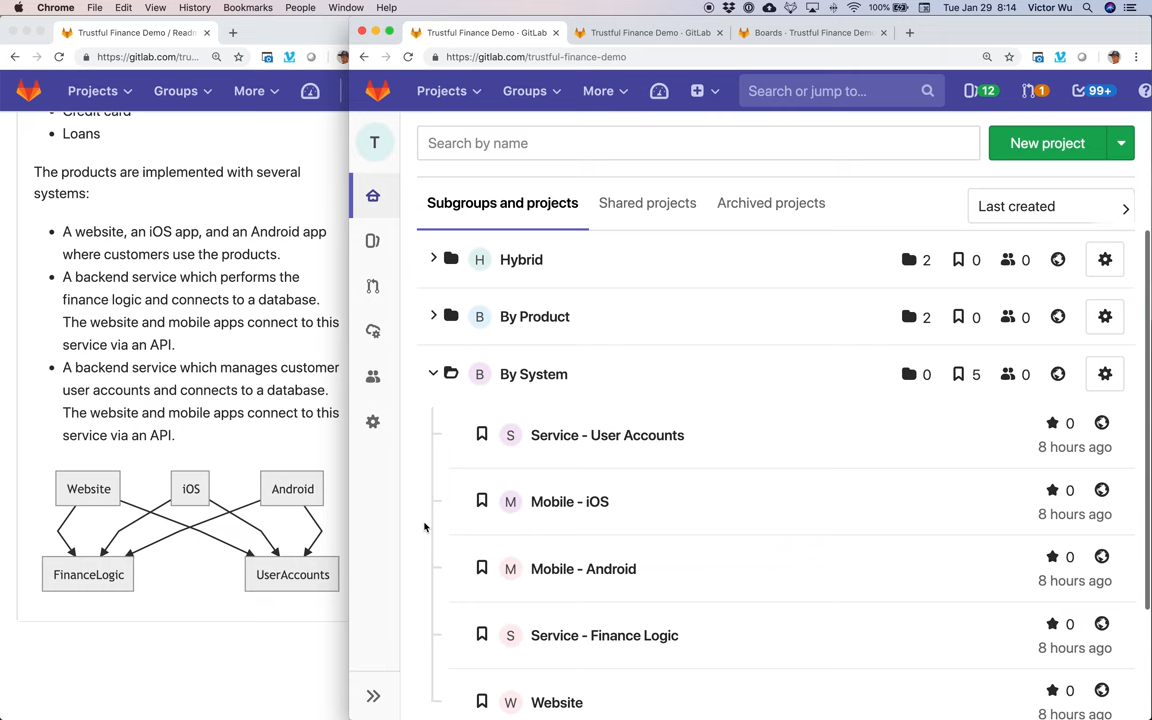 Chrome File Edit View History Bookmarks People Window Help 100% Tue Jan 29 8:14 Victor Wu
Trustful Finance Demo / Readm
https://gitlab.com/tru...
Projects Groups More
Credit card
Loans
The products are implemented with several
systems:
A website, an iOS app, and an Android app
where customers use the products.
A backend service which performs the
finance logic and connects to a database.
The website and mobile apps connect to this
service via an API.
A backend service which manages customer
user accounts and connects to a database.
The website and mobile apps connect to this
service via an API.
Website iOS Android
FinanceLogic UserAccounts
Trustful Finance Demo · GitLab Trustful Finance Demo · GitLab Boards · Trustful Finance Demo
https://gitlab.com/trustful-finance-demo
Projects Groups More Search or jump to... 12 1 99+
T
Search by name New project
Subgroups and projects Shared projects Archived projects Last created
H Hybrid 2 0 0
B By Product 2 0 0
B By System 0 5 0
S Service - User Accounts 0
8 hours ago
M Mobile - iOS 0
8 hours ago
M Mobile - Android 0
8 hours ago
S Service - Finance Logic 0
8 hours ago
W Website 0
8 hours ago